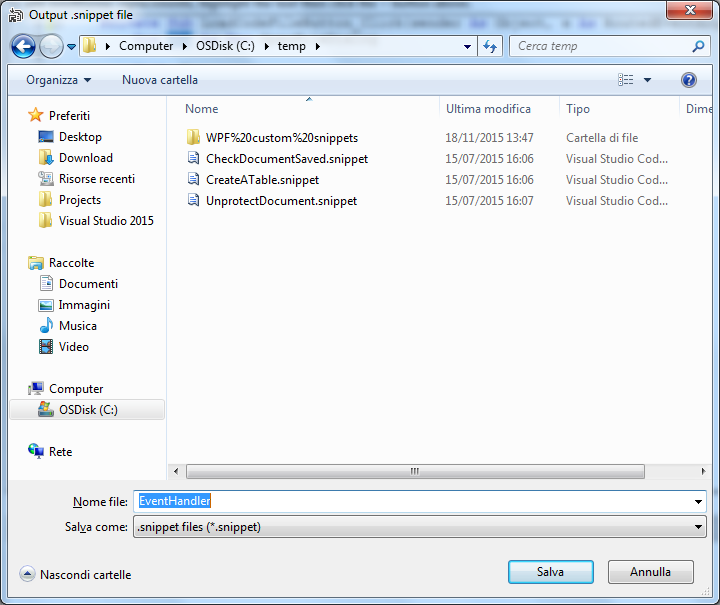 Output .snippet file
Computer OSDisk (C:) temp
Cerca temp
Organizza Nuova cartella
Preferiti
Desktop
Download
Risorse recenti
Projects
Visual Studio 2015
Raccolte
Documenti
Immagini
Musica
Video
Computer
OSDisk (C:)
Rete
Nome Ultima modifica Tipo Dime
WPF%20custom%20snippets 18/11/2015 13:47 Cartella di file
CheckDocumentSaved.snippet 15/07/2015 16:06 Visual Studio Cod...
CreateATable.snippet 15/07/2015 16:06 Visual Studio Cod...
UnprotectDocument.snippet 15/07/2015 16:07 Visual Studio Cod...
Nome file: EventHandler
Salva come: .snippet files (*.snippet)
Nascondi cartelle
Salva Annulla